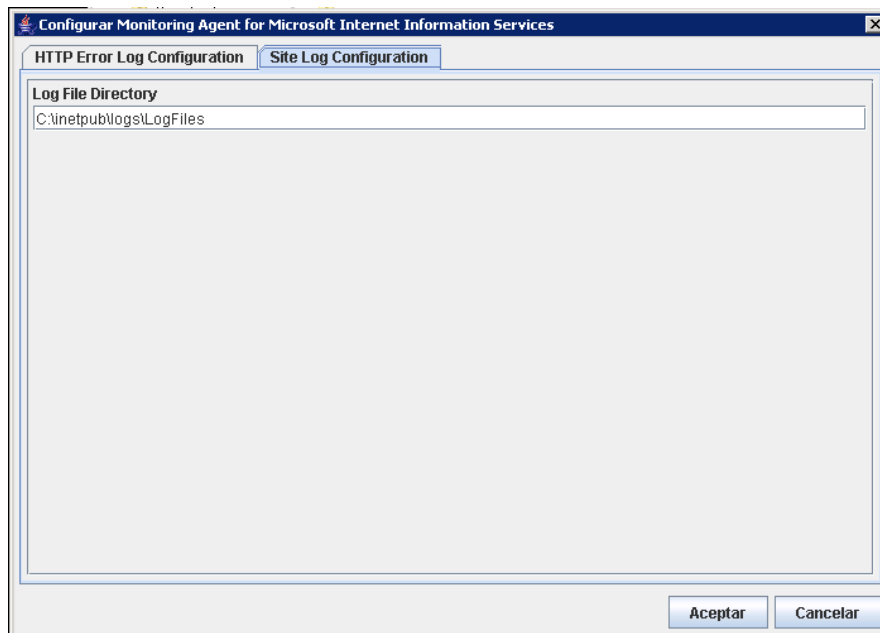 Configurar Monitoring Agent for Microsoft Internet Information Services
HTTP Error Log Configuration
Site Log Configuration
Log File Directory
C:\inetpub\logs\LogFiles
Aceptar
Cancelar